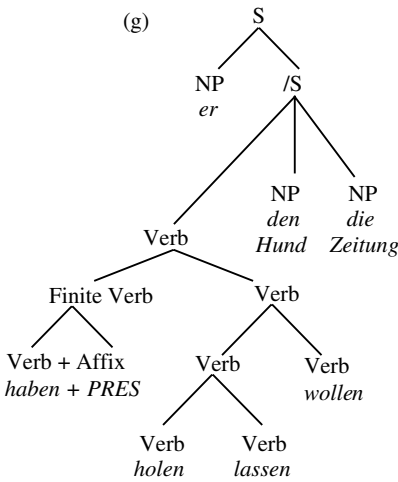 (g) S
NP /S
er
NP NP
den die
Hund Zeitung
Verb
Finite Verb Verb
Verb + Affix Verb Verb
haben + PRES wollen
Verb Verb
holen lassen